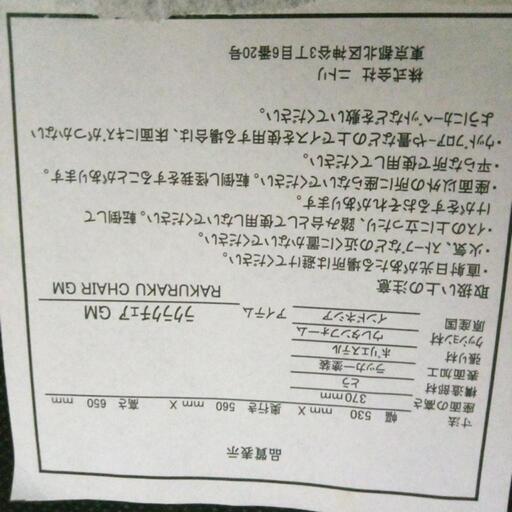 品質表示
寸法 幅 530 mm X 奥行き 560 mm X 高さ 650 mm
座面の高さ 370mm
構造部材 とう
表面加工 ラッカー塗装
張り材 ポリエステル
クッション材 ウレタンフォーム
原産国 インドネシア アイテム ラクラクチェア GM
取扱い上の注意 RAKURAKU CHAIR GM
・直射日光があたる場所は避けてください。
・火気、ストーブなどの近くに置かないでください。
・イスの上に立ったり、踏み台として使用しないでください。転倒して
けがをするおそれがあります。
・座面以外の所に座らないでください。転倒し怪我をすることがあります。
・平らな所で使用してください。
・ウッドフロアーや畳などの上でイスを使用する場合は、床面にキズがつかない
ようにカーペットなどを敷いてください。
株式会社 ニトリ
東京都北区神谷3丁目6番20号